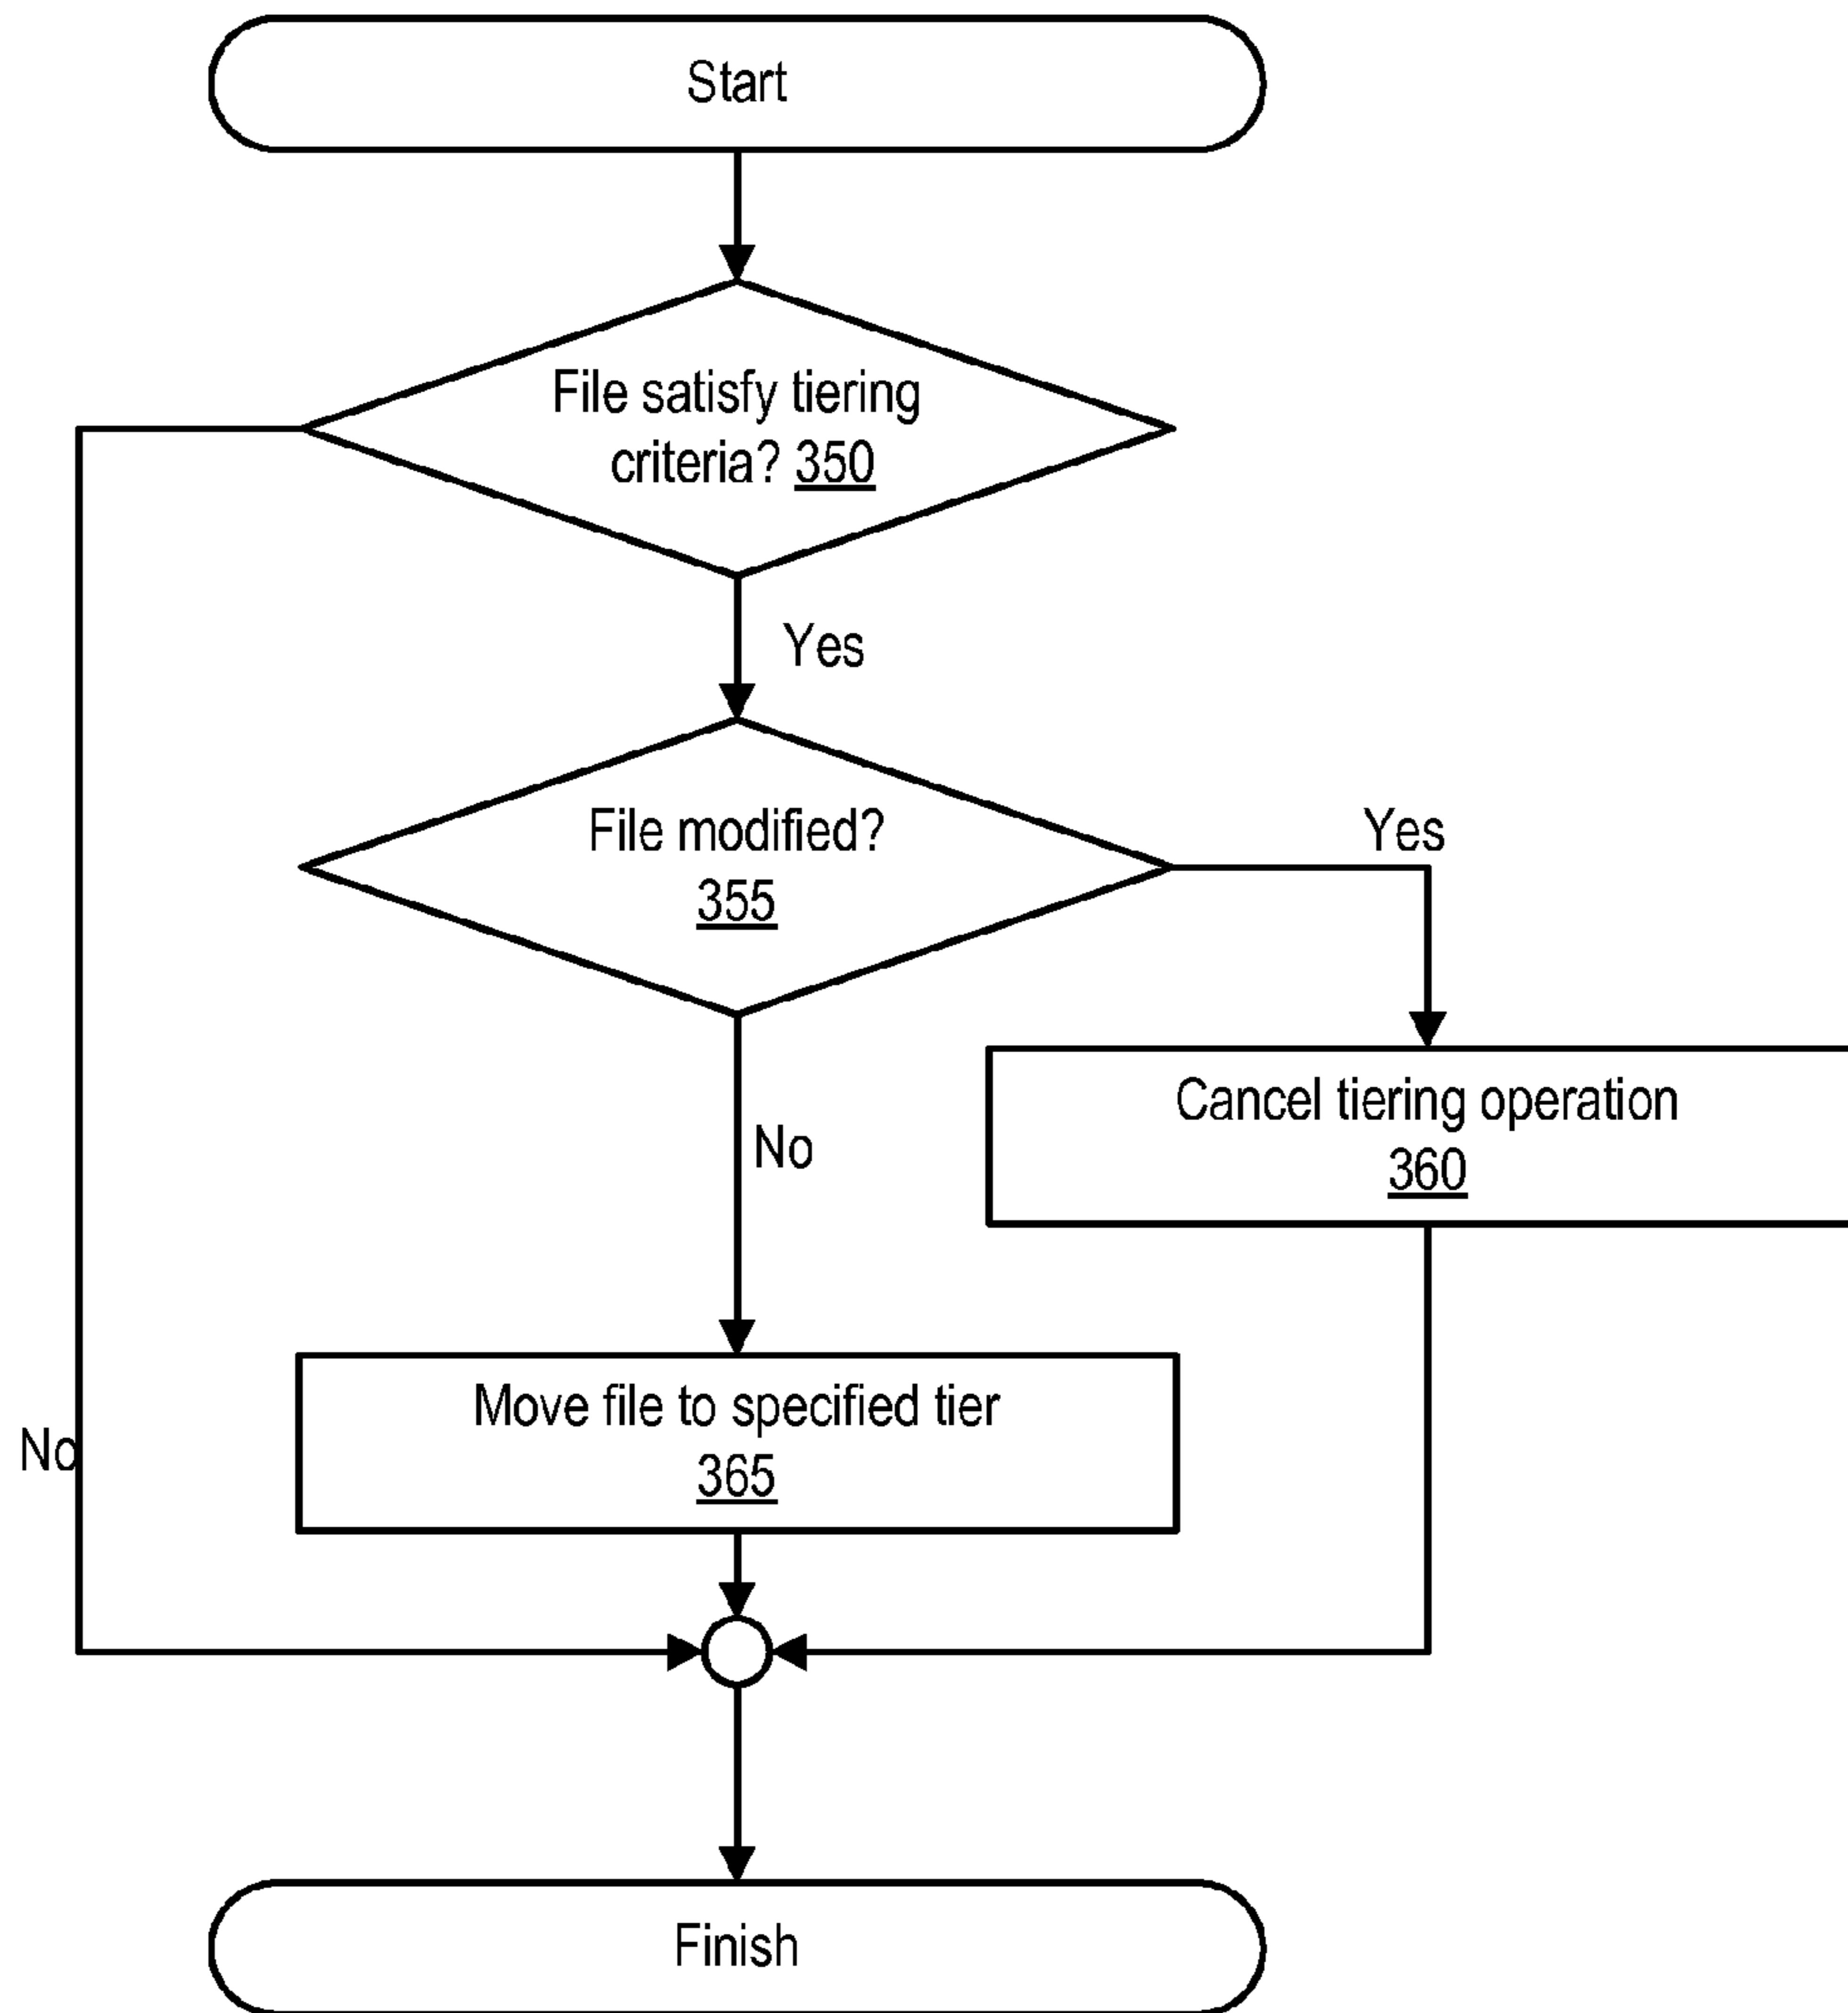 Start
File satisfy tiering
criteria? 350
Yes
File modified?
355
Yes
Cancel tiering operation
360
No
Move file to specified tier
365
No
Finish